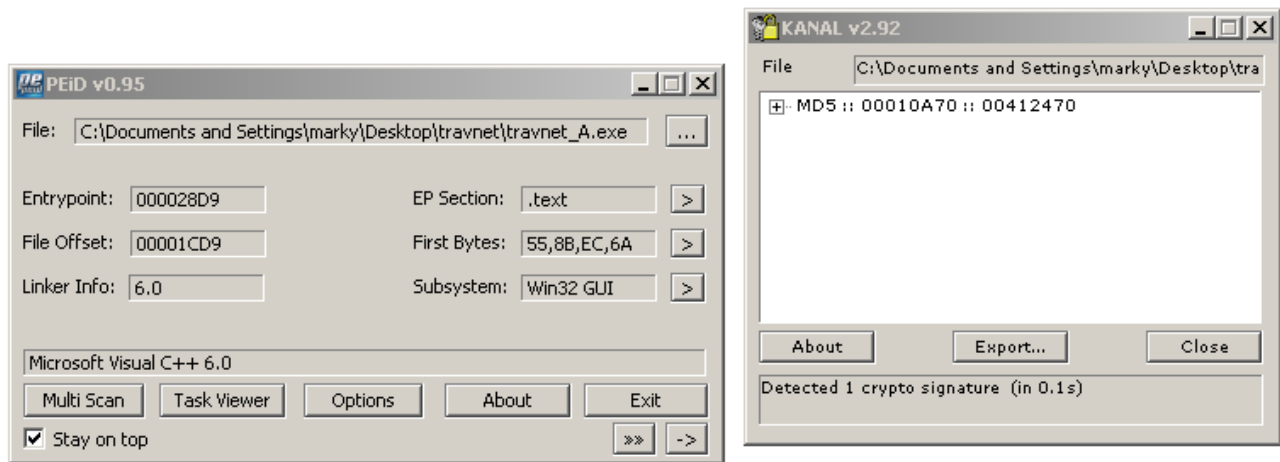 PEiD v0.95
File: C:\Documents and Settings\marky\Desktop\travnet\travnet_A.exe ...
Entrypoint: 000028D9 EP Section: .text >
File Offset: 00001CD9 First Bytes: 55,8B,EC,6A >
Linker Info: 6.0 Subsystem: Win32 GUI >
Microsoft Visual C++ 6.0
Multi Scan Task Viewer Options About Exit
Stay on top »» ->
KANAL v2.92
File C:\Documents and Settings\marky\Desktop\tra
MD5 :: 00010A70 :: 00412470
About Export... Close
Detected 1 crypto signature (in 0.1s)